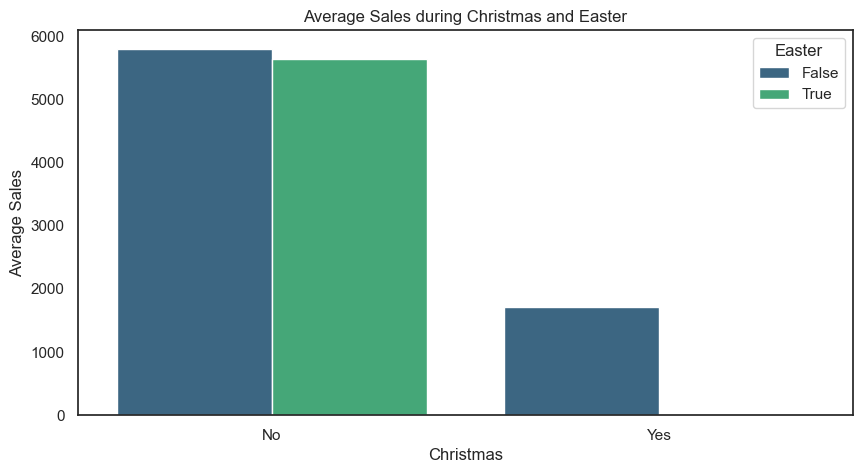 Average Sales during Christmas and Easter
6000
5000
4000
3000
2000
1000
0
Average Sales
No
Yes
Christmas
Easter
False
True